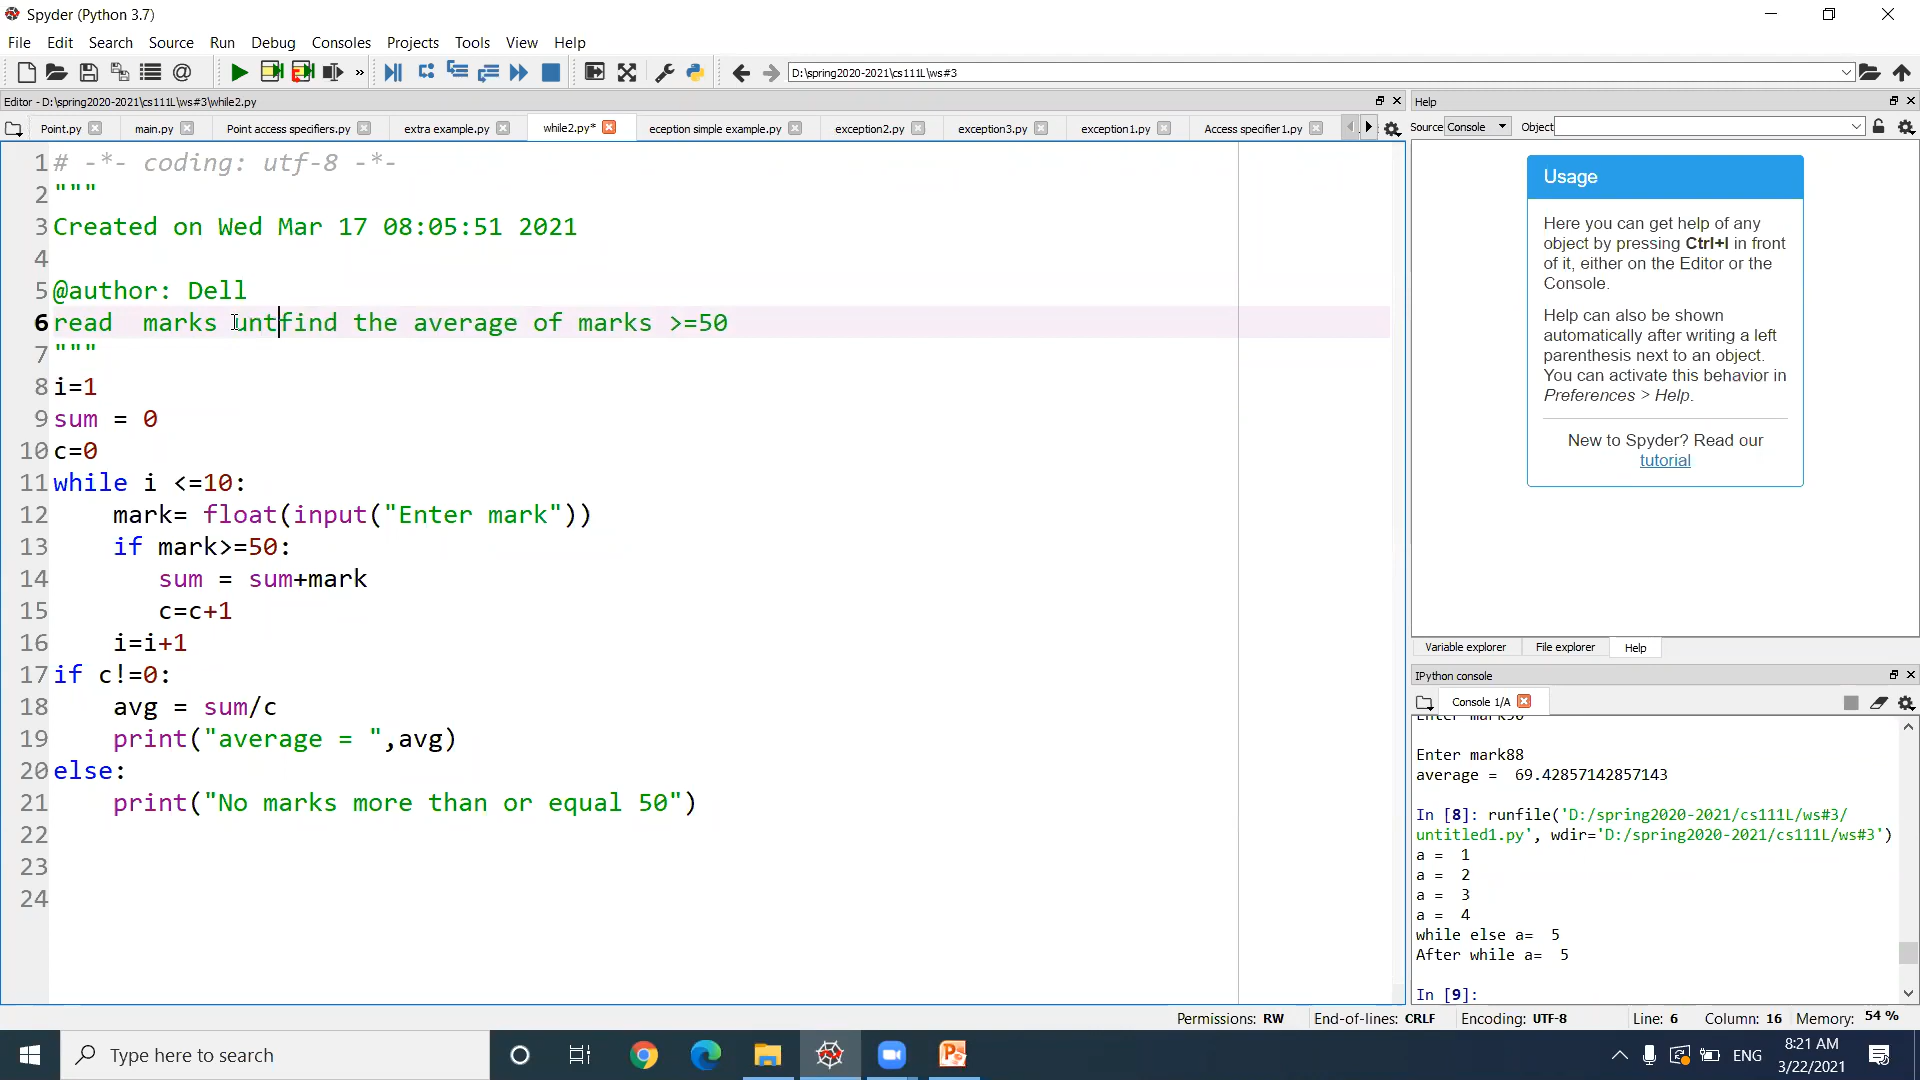 Spyder (Python 3.7)
File Edit Search Source Run Debug Consoles Projects Tools View Help
D:\spring2020-2021\cs111L\ws#3
Editor - D:\spring2020-2021\cs111L\ws#3\while2.py
Point.py main.py Point access specifiers.py extra example.py while2.py* eception simple example.py exception2.py exception3.py exception1.py Access specifier1.py
1 # -*- coding: utf-8 -*-
2 """
3 Created on Wed Mar 17 08:05:51 2021
4
5 @author: Dell
6 read  marks untfind the average of marks >=50
7 """
8 i=1
9 sum = 0
10 c=0
11 while i <=10:
12     mark= float(input("Enter mark"))
13     if mark>=50:
14        sum = sum+mark
15        c=c+1
16     i=i+1
17 if c!=0:
18     avg = sum/c
19     print("average = ",avg)
20 else:
21     print("No marks more than or equal 50")
22
23
24
Help
Source Console Object
Usage
Here you can get help of any
object by pressing Ctrl+I in front
of it, either on the Editor or the
Console.
Help can also be shown
automatically after writing a left
parenthesis next to an object.
You can activate this behavior in
Preferences > Help.
New to Spyder? Read our
tutorial
Variable explorer File explorer Help
IPython console
Console 1/A
Enter mark88
average =  69.42857142857143
In [8]: runfile('D:/spring2020-2021/cs111L/ws#3/
untitled1.py', wdir='D:/spring2020-2021/cs111L/ws#3')
a =  1
a =  2
a =  3
a =  4
while else a=  5
After while a=  5
In [9]:
Permissions: RW End-of-lines: CRLF Encoding: UTF-8 Line: 6 Column: 16 Memory: 54 %
Type here to search
ENG
8:21 AM
3/22/2021